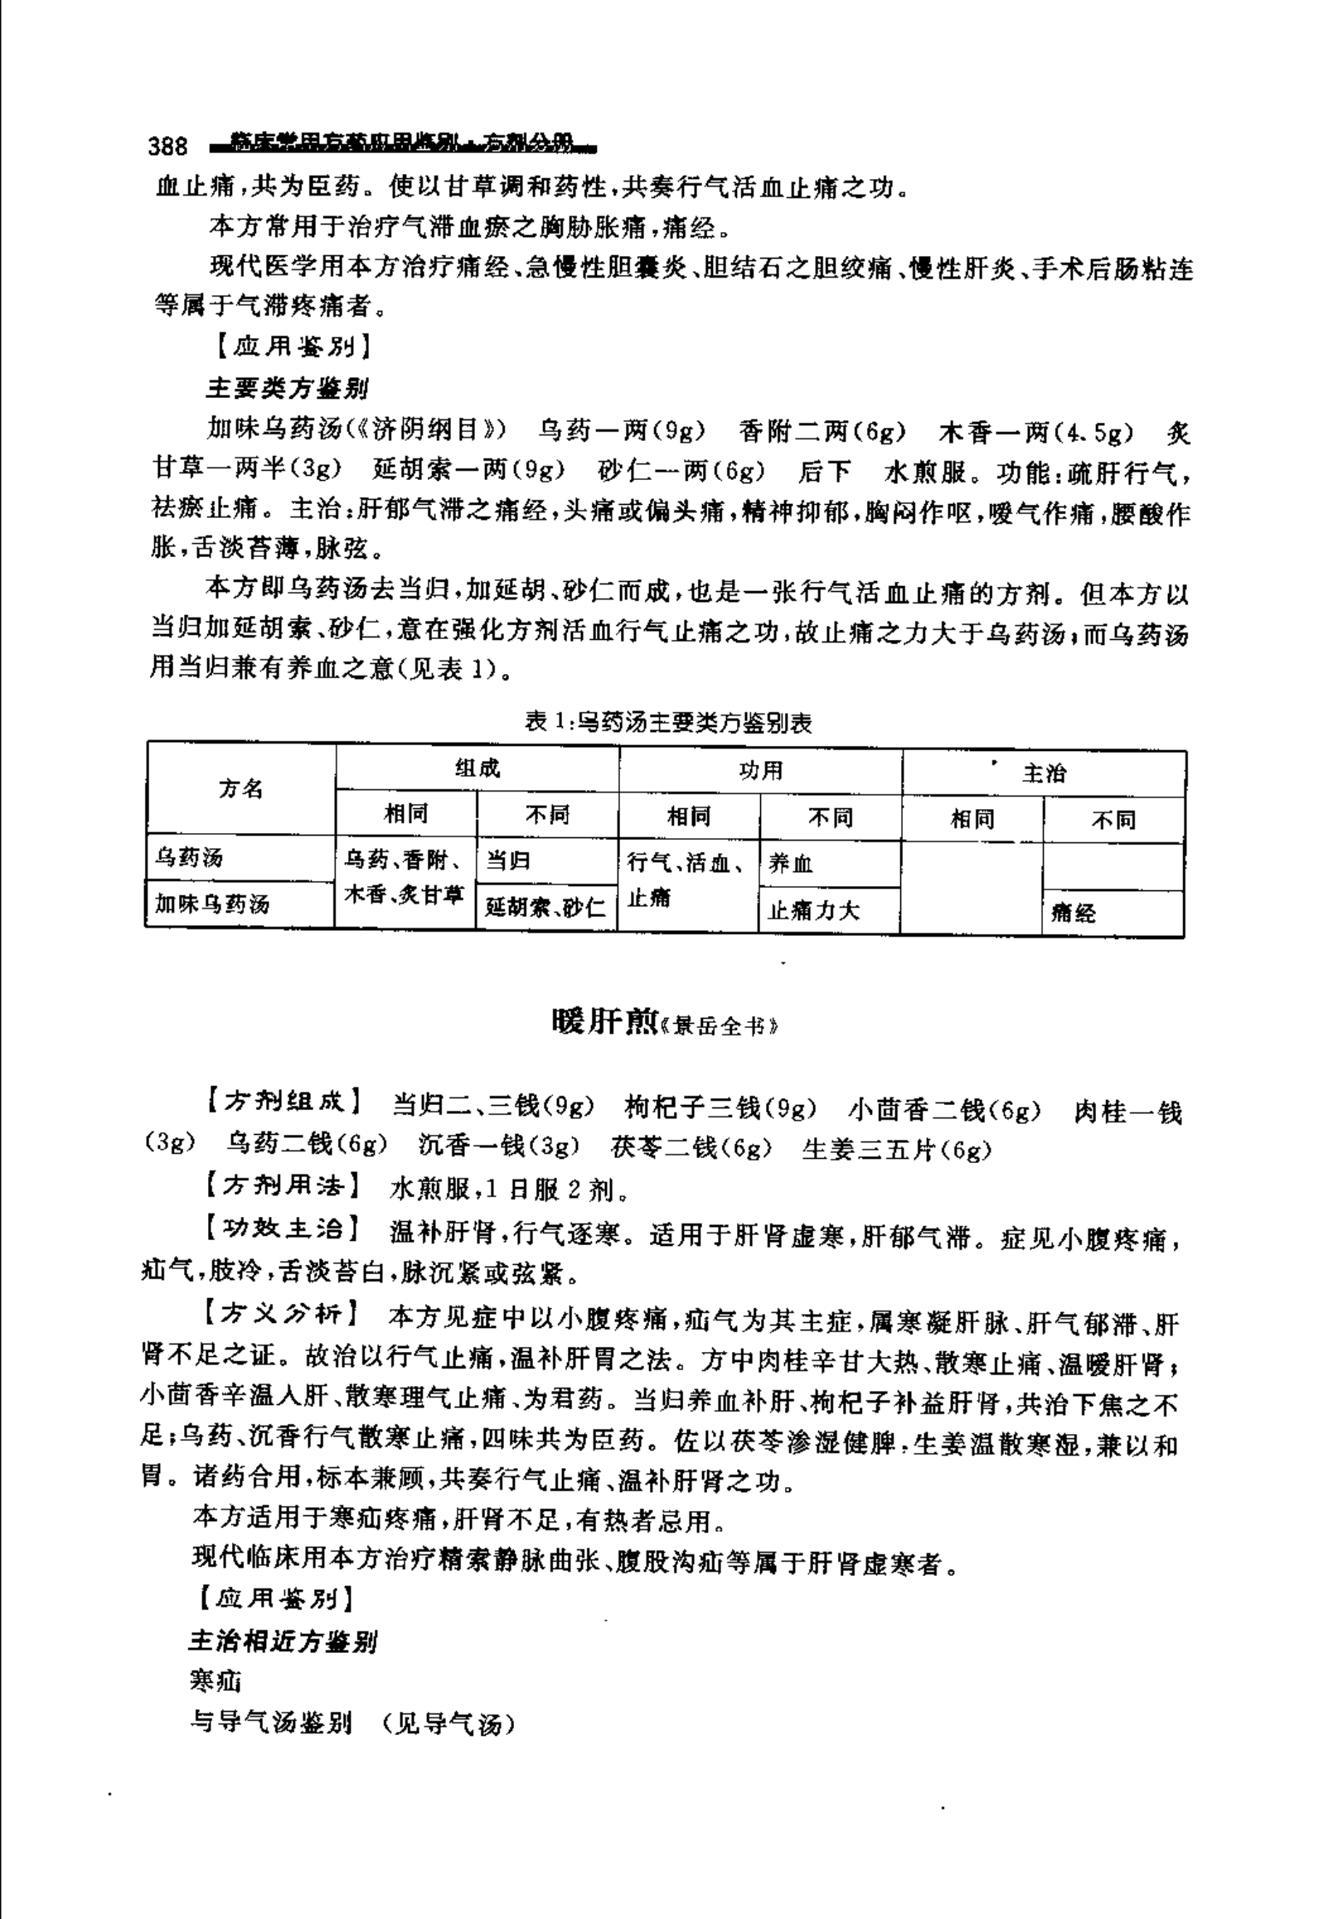 388 临床常用方药应用鉴别·方剂分册
血止痛,共为臣药。使以甘草调和药性,共奏行气活血止痛之功。
本方常用于治疗气滞血瘀之胸胁胀痛,痛经。
现代医学用本方治疗痛经、急慢性胆囊炎、胆结石之胆绞痛、慢性肝炎、手术后肠粘连
等属于气滞疼痛者。
【应用鉴别】
主要类方鉴别
加味乌药汤(《济阴纲目》) 乌药一两(9g) 香附二两(6g) 木香一两(4.5g) 炙
甘草一两半(3g) 延胡索一两(9g) 砂仁一两(6g) 后下 水煎服。功能:疏肝行气,
祛瘀止痛。主治:肝郁气滞之痛经,头痛或偏头痛,精神抑郁,胸闷作呕,嗳气作痛,腰酸作
胀,舌淡苔薄,脉弦。
本方即乌药汤去当归,加延胡、砂仁而成,也是一张行气活血止痛的方剂。但本方以
当归加延胡索、砂仁,意在强化方剂活血行气止痛之功,故止痛之力大于乌药汤;而乌药汤
用当归兼有养血之意(见表1)。
表1:乌药汤主要类方鉴别表
方名 组成 功用 主治
相同 不同 相同 不同 相同 不同
乌药汤 乌药、香附、 当归 行气、活血、 养血
加味乌药汤 木香、炙甘草 延胡索、砂仁 止痛 止痛力大 痛经
暖肝煎《景岳全书》
【方剂组成】 当归二、三钱(9g) 枸杞子三钱(9g) 小茴香二钱(6g) 肉桂一钱
(3g) 乌药二钱(6g) 沉香一钱(3g) 茯苓二钱(6g) 生姜三五片(6g)
【方剂用法】 水煎服,1日服2剂。
【功效主治】 温补肝肾,行气逐寒。适用于肝肾虚寒,肝郁气滞。症见小腹疼痛,
疝气,肢冷,舌淡苔白,脉沉紧或弦紧。
【方义分析】 本方见症中以小腹疼痛,疝气为其主症,属寒凝肝脉、肝气郁滞、肝
肾不足之证。故治以行气止痛,温补肝胃之法。方中肉桂辛甘大热、散寒止痛、温暖肝肾;
小茴香辛温入肝、散寒理气止痛、为君药。当归养血补肝、枸杞子补益肝肾,共治下焦之不
足;乌药、沉香行气散寒止痛,四味共为臣药。佐以茯苓渗湿健脾,生姜温散寒湿,兼以和
胃。诸药合用,标本兼顾,共奏行气止痛、温补肝肾之功。
本方适用于寒疝疼痛,肝肾不足,有热者忌用。
现代临床用本方治疗精索静脉曲张、腹股沟疝等属于肝肾虚寒者。
【应用鉴别】
主治相近方鉴别
寒疝
与导气汤鉴别 (见导气汤)